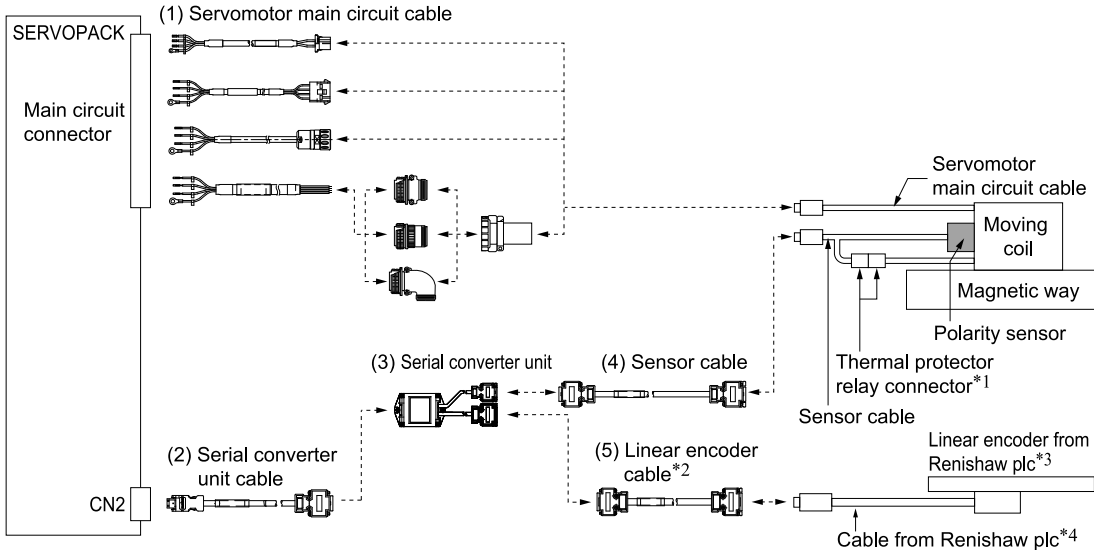 (1) Servomotor main circuit cable
SERVOPACK
Main circuit
connector
Servomotor
main circuit cable
Moving
coil
Magnetic way
Polarity sensor
Thermal protector
relay connector*1
Sensor cable
(3) Serial converter unit
(4) Sensor cable
(2) Serial converter
unit cable
(5) Linear encoder
cable*2
Linear encoder from
Renishaw plc*3
CN2
Cable from Renishaw plc*4